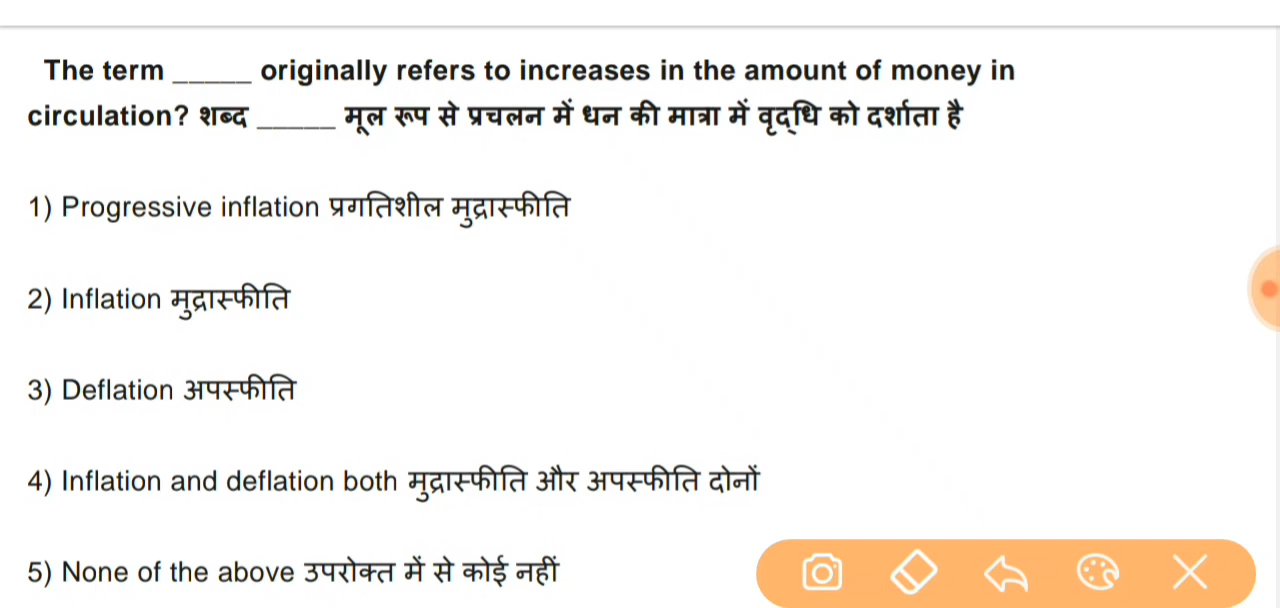 The term _____ originally refers to increases in the amount of money in
circulation? शब्द _____ मूल रूप से प्रचलन में धन की मात्रा में वृद्धि को दर्शाता है
1) Progressive inflation प्रगतिशील मुद्रास्फीति
2) Inflation मुद्रास्फीति
3) Deflation अपस्फीति
4) Inflation and deflation both मुद्रास्फीति और अपस्फीति दोनों
5) None of the above उपरोक्त में से कोई नहीं